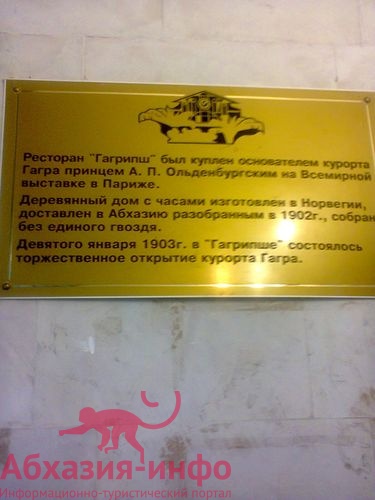 Ресторан "Гагрипш" был куплен основателем курорта
Гагра принцем А. П. Ольденбургским на Всемирной
выставке в Париже.
Деревянный дом с часами изготовлен в Норвегии,
доставлен в Абхазию разобранным в 1902г., собран
без единого гвоздя.
Девятого января 1903г. в "Гагрипше" состоялось
торжественное открытие курорта Гагра.
Абхазия-инфо
Информационно-туристический портал